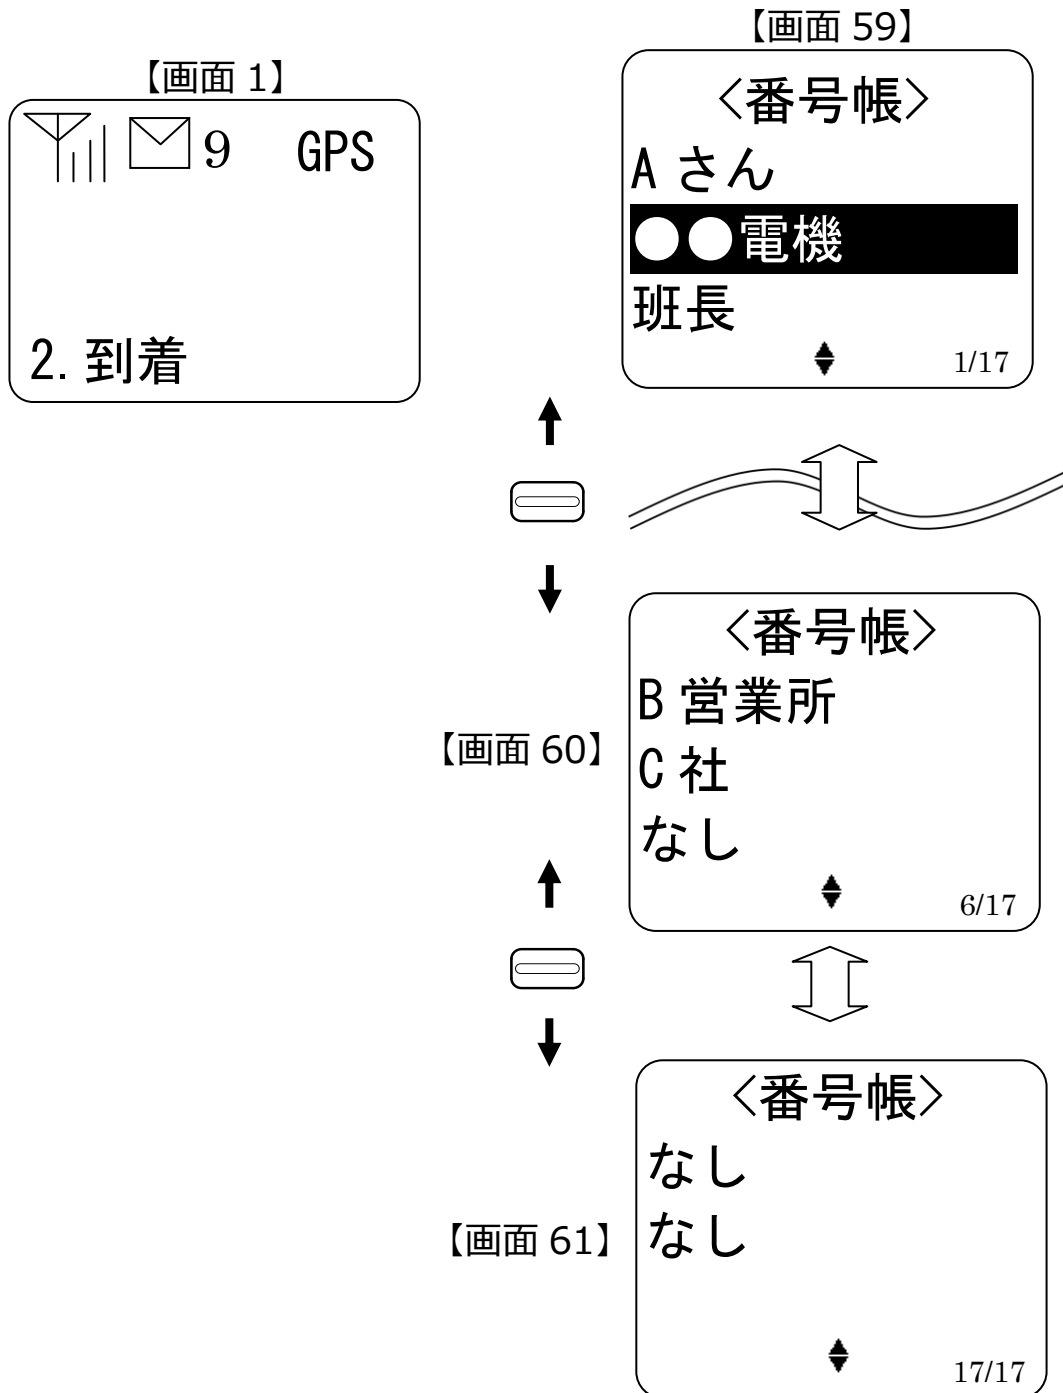 【画面 1】
9 GPS
2. 到着
【画面 59】
<番号帳>
A さん
●●電機
班長
1/17
【画面 60】
<番号帳>
B 営業所
C 社
なし
6/17
【画面 61】
<番号帳>
なし
なし
17/17